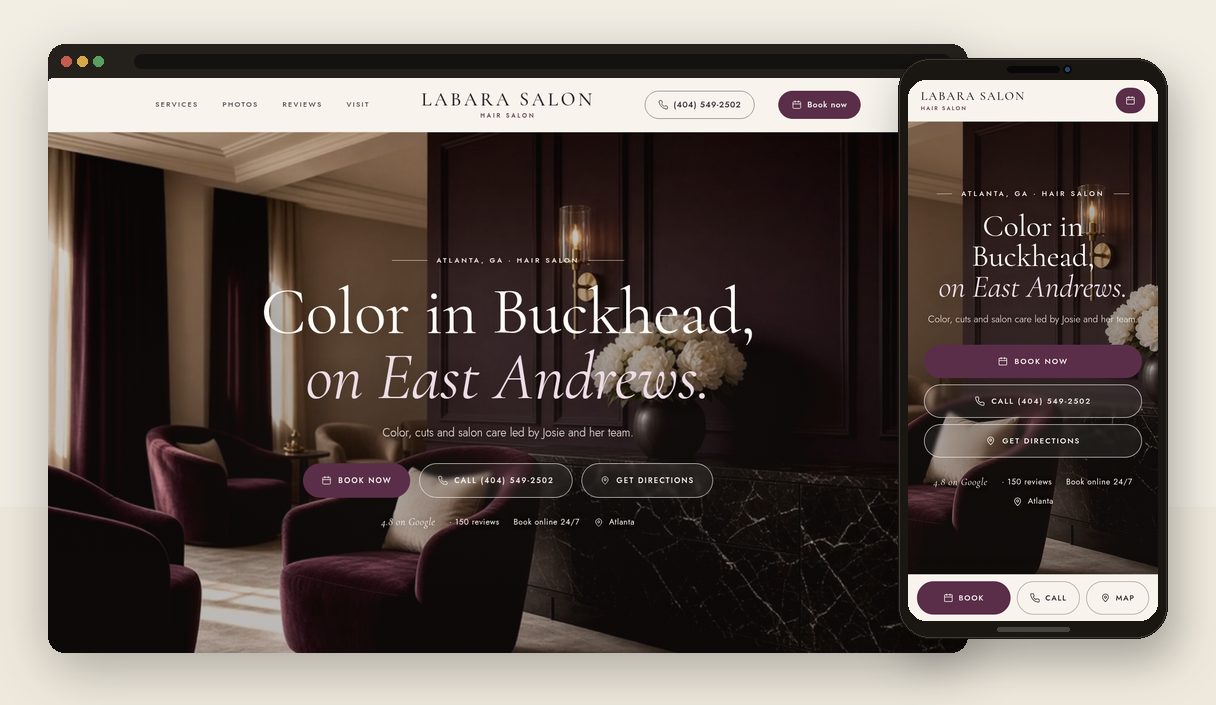 SERVICES PHOTOS REVIEWS VISIT
LABARA SALON
HAIR SALON
(404) 549-2502
Book now
ATLANTA, GA · HAIR SALON
Color in Buckhead,
on East Andrews.
Color, cuts and salon care led by Josie and her team.
BOOK NOW
CALL (404) 549-2502
GET DIRECTIONS
4.8 on Google · 150 reviews Book online 24/7 Atlanta
LABARA SALON
HAIR SALON
ATLANTA, GA · HAIR SALON
Color in
Buckhead,
on East Andrews.
Color, cuts and salon care led by Josie and her team.
BOOK NOW
CALL (404) 549-2502
GET DIRECTIONS
4.8 on Google · 150 reviews Book online 24/7
Atlanta
BOOK CALL MAP